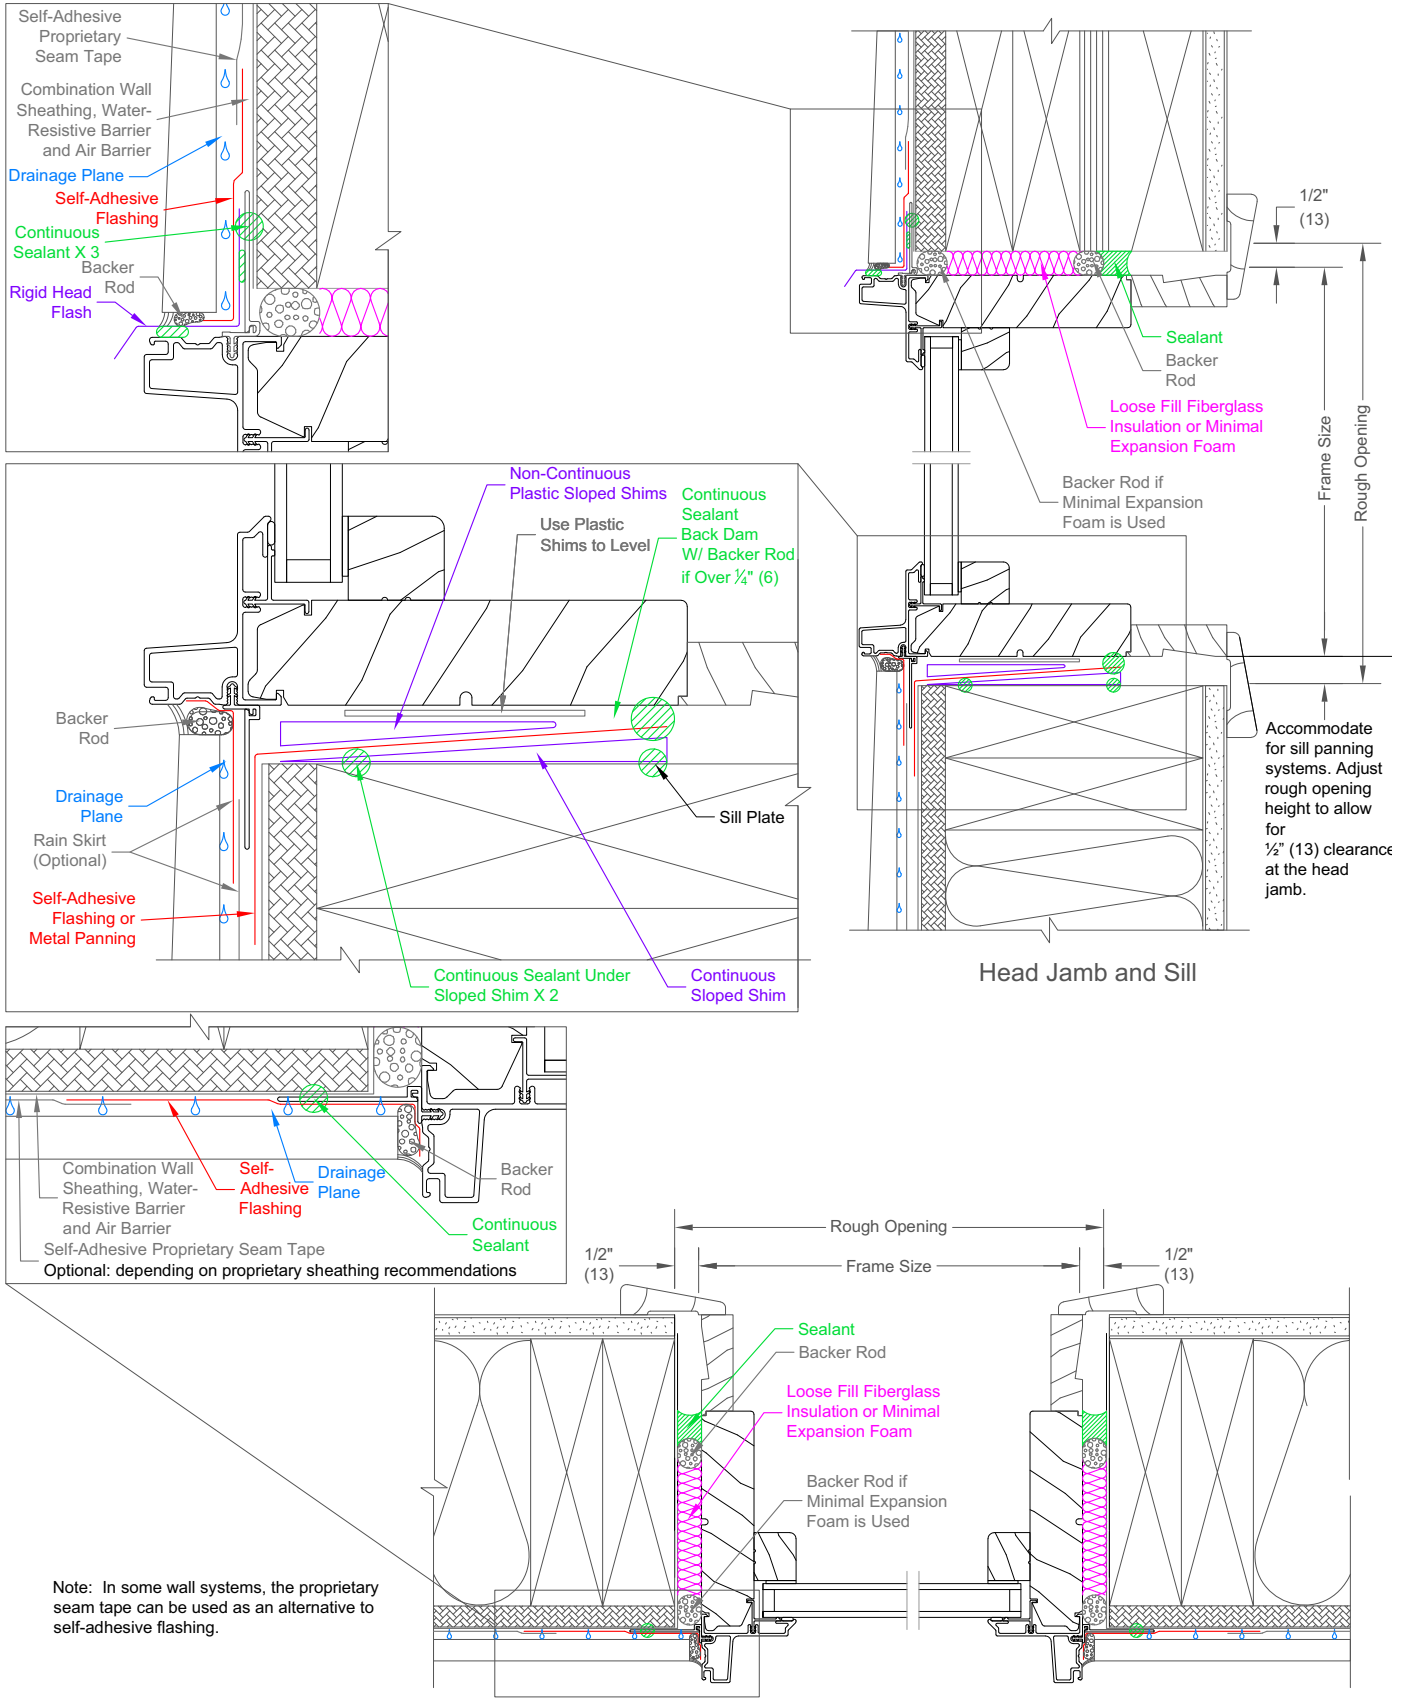 Self-Adhesive
Proprietary
Seam Tape
Combination Wall
Sheathing, Water-
Resistive Barrier
and Air Barrier
Drainage Plane
Self-Adhesive
Flashing
Continuous
Sealant X 3
Backer
Rod
Rigid Head
Flash
1/2"
(13)
Sealant
Backer
Rod
Loose Fill Fiberglass
Insulation or Minimal
Expansion Foam
Backer Rod if
Minimal Expansion
Foam is Used
Frame Size
Rough Opening
Non-Continuous
Plastic Sloped Shims
Use Plastic
Shims to Level
Continuous
Sealant
Back Dam
W/ Backer Rod
if Over ¼" (6)
Backer
Rod
Drainage
Plane
Rain Skirt
(Optional)
Self-Adhesive
Flashing or
Metal Panning
Sill Plate
Continuous Sealant Under
Sloped Shim X 2
Continuous
Sloped Shim
Accommodate
for sill panning
systems. Adjust
rough opening
height to allow
for
½" (13) clearance
at the head
jamb.
Head Jamb and Sill
Combination Wall
Sheathing, Water-
Resistive Barrier
and Air Barrier
Self-
Adhesive
Flashing
Drainage
Plane
Backer
Rod
Continuous
Sealant
Self-Adhesive Proprietary Seam Tape
Optional: depending on proprietary sheathing recommendations
Rough Opening
1/2"
(13)
Frame Size
1/2"
(13)
Sealant
Backer Rod
Loose Fill Fiberglass
Insulation or Minimal
Expansion Foam
Backer Rod if
Minimal Expansion
Foam is Used
Note: In some wall systems, the proprietary
seam tape can be used as an alternative to
self-adhesive flashing.